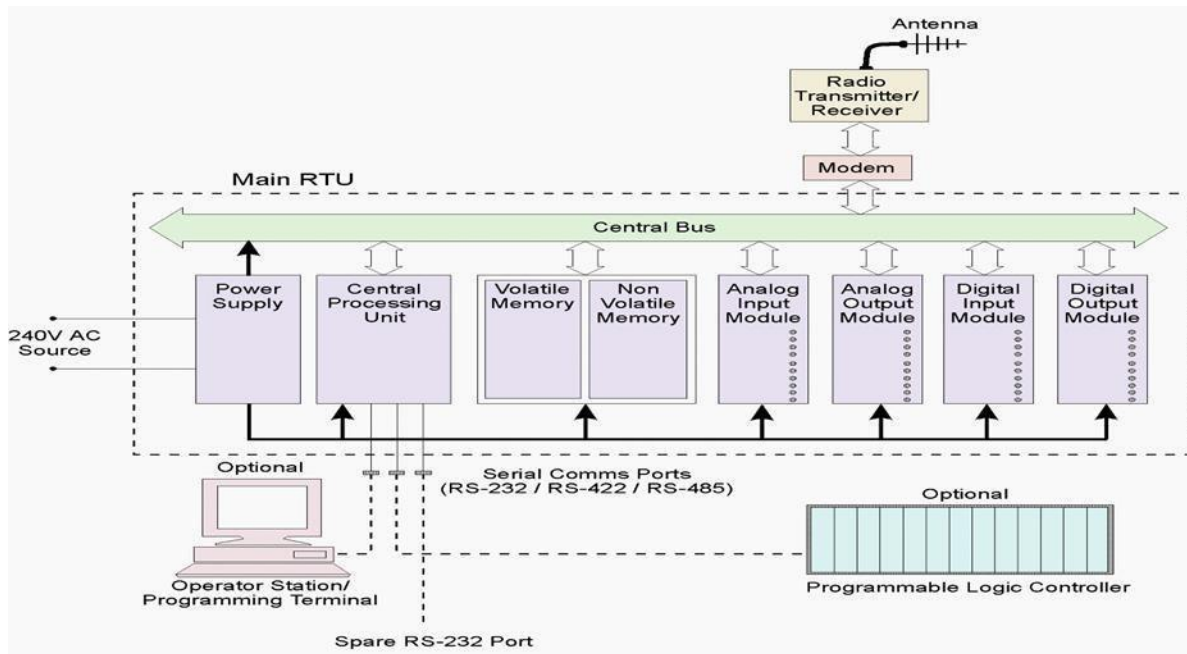 Antenna
Radio
Transmitter/
Receiver
Modem
Main RTU
Central Bus
Power
Supply
Central
Processing
Unit
Volatile
Memory
Non
Volatile
Memory
Analog
Input
Module
Analog
Output
Module
Digital
Input
Module
Digital
Output
Module
240V AC
Source
Optional
Serial Comms Ports
(RS-232 / RS-422 / RS-485)
Optional
Operator Station/
Programming Terminal
Programmable Logic Controller
Spare RS-232 Port